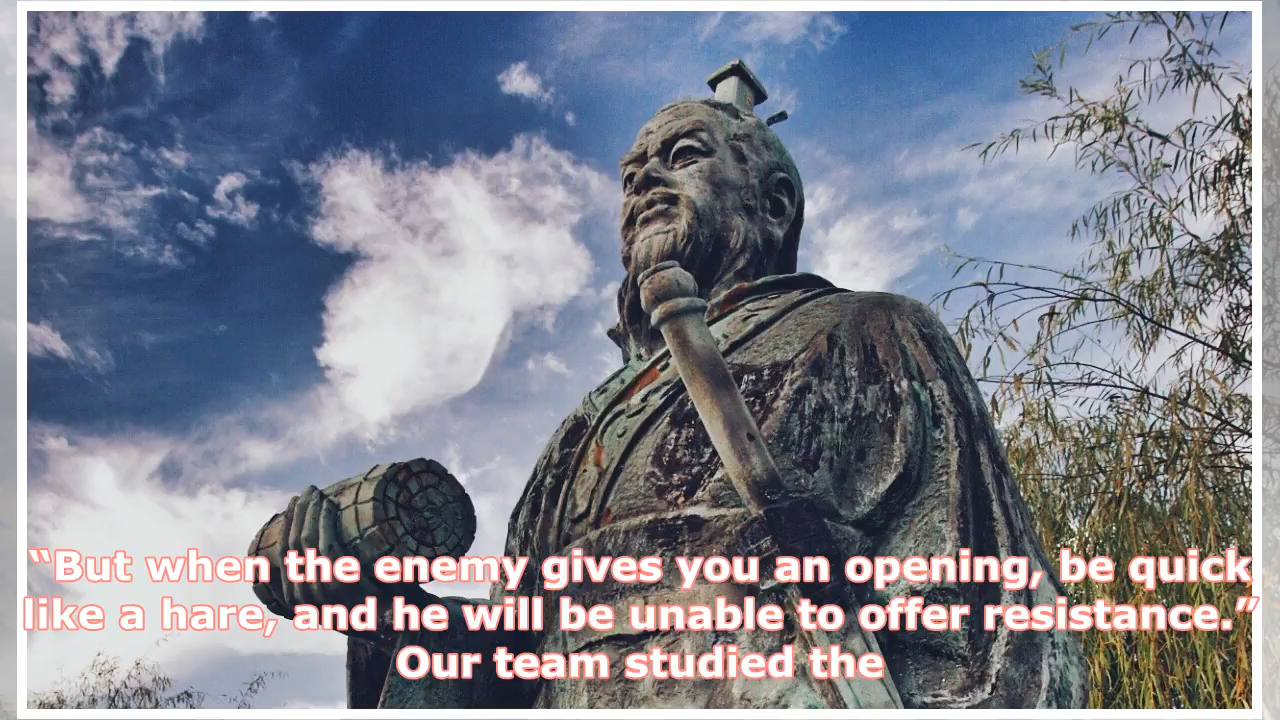 “But when the enemy gives you an opening, be quick
like a hare, and he will be unable to offer resistance.”
Our team studied the